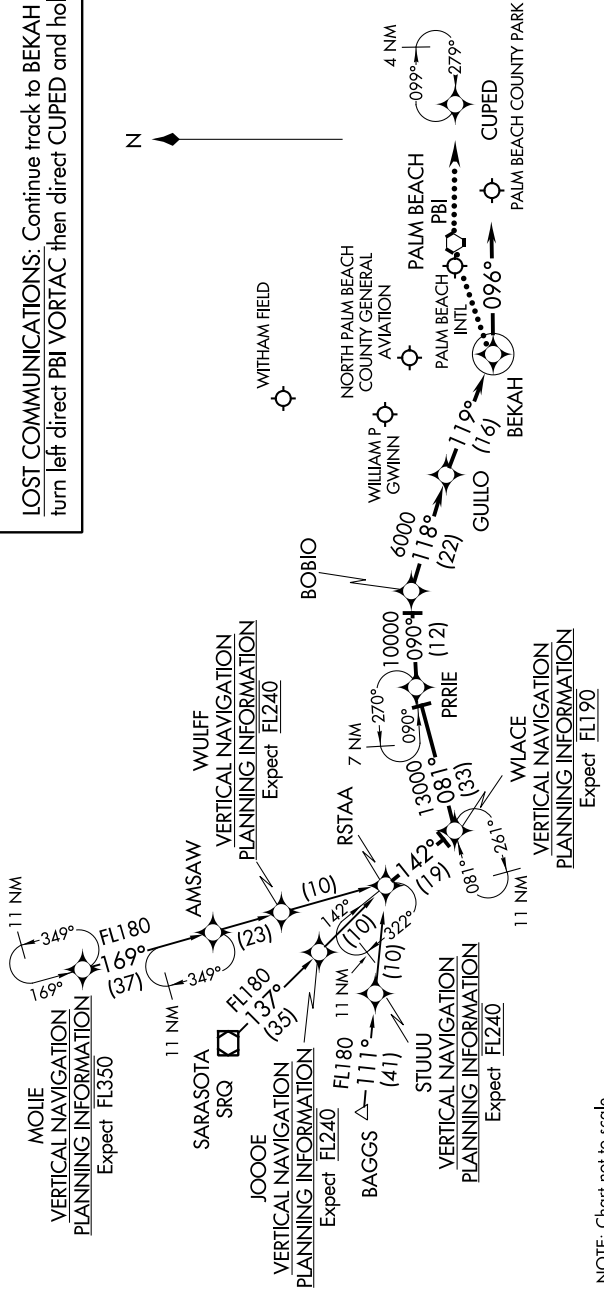 LOST COMMUNICATIONS: Continue track to BEKAH
turn left direct PBI VORTAC then direct CUPED and hol
N
MOLIE
VERTICAL NAVIGATION
PLANNING INFORMATION
Expect FL350
11 NM
169°
349°
FL180
169°
(37)
AMSAW
11 NM
349°
(23)
WULFF
VERTICAL NAVIGATION
PLANNING INFORMATION
Expect FL240
(10)
SARASOTA
SRQ
FL180
137°
(35)
JOOOE
VERTICAL NAVIGATION
PLANNING INFORMATION
Expect FL240
142°
(10)
BAGGS
FL180
111°
(41)
STUUU
VERTICAL NAVIGATION
PLANNING INFORMATION
Expect FL240
(10)
RSTAA
11 NM
322°
142°
(19)
WLACE
VERTICAL NAVIGATION
PLANNING INFORMATION
Expect FL190
081°
261°
11 NM
13000
081°
(33)
PRRIE
7 NM
270°
090°
10000
090°
(12)
BOBIO
6000
118°
(22)
GULLO
119°
(16)
BEKAH
096°
WITHAM FIELD
NORTH PALM BEACH
COUNTY GENERAL
AVIATION
WILLIAM P
GWINN
PALM BEACH
INTL
PALM BEACH
PBI
PALM BEACH COUNTY PARK
CUPED
4 NM
099°
279°
NOTE: Chart not to scale